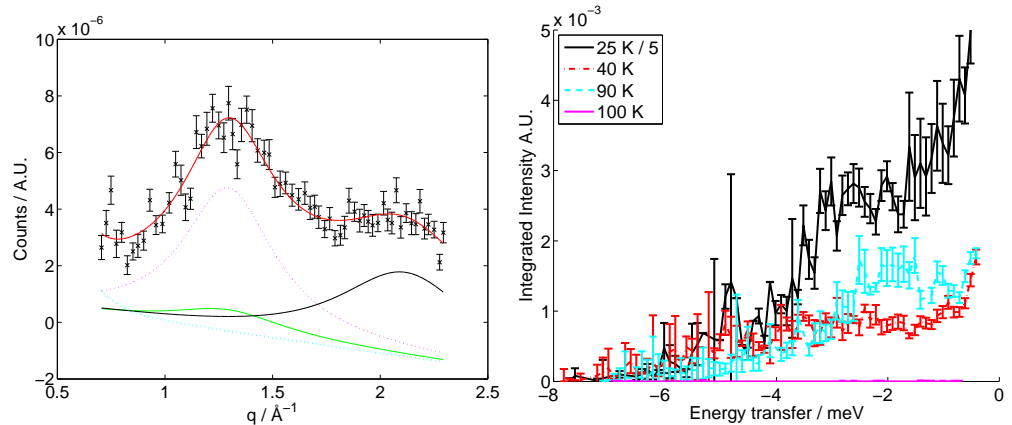 x 10⁻⁶
10
8
6
4
2
0
−2
0.5
1
1.5
2
2.5
Counts / A.U.
q / Å⁻¹
x 10⁻³
5
4
3
2
1
0
−8
−6
−4
−2
0
Integrated Intensity A.U.
Energy transfer / meV
25 K / 5
40 K
90 K
100 K